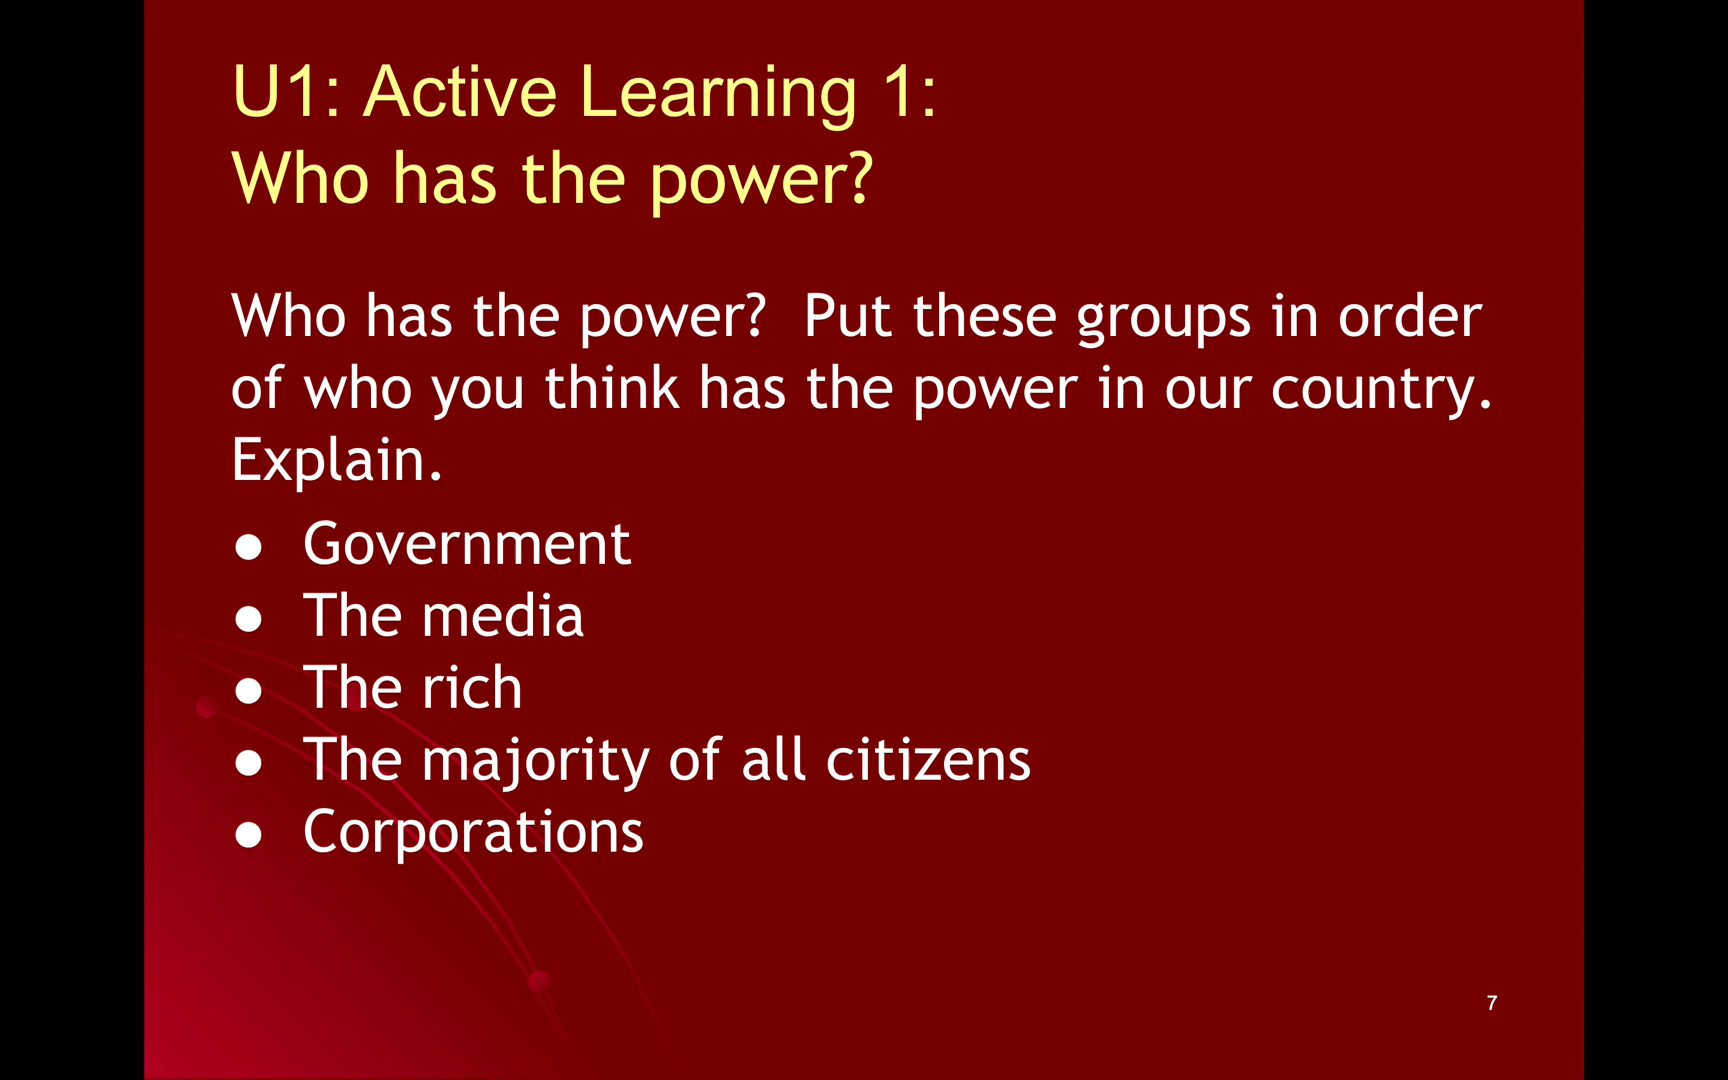 U1: Active Learning 1:
Who has the power?
Who has the power?  Put these groups in order
of who you think has the power in our country.
Explain.
● Government
● The media
● The rich
● The majority of all citizens
● Corporations
7